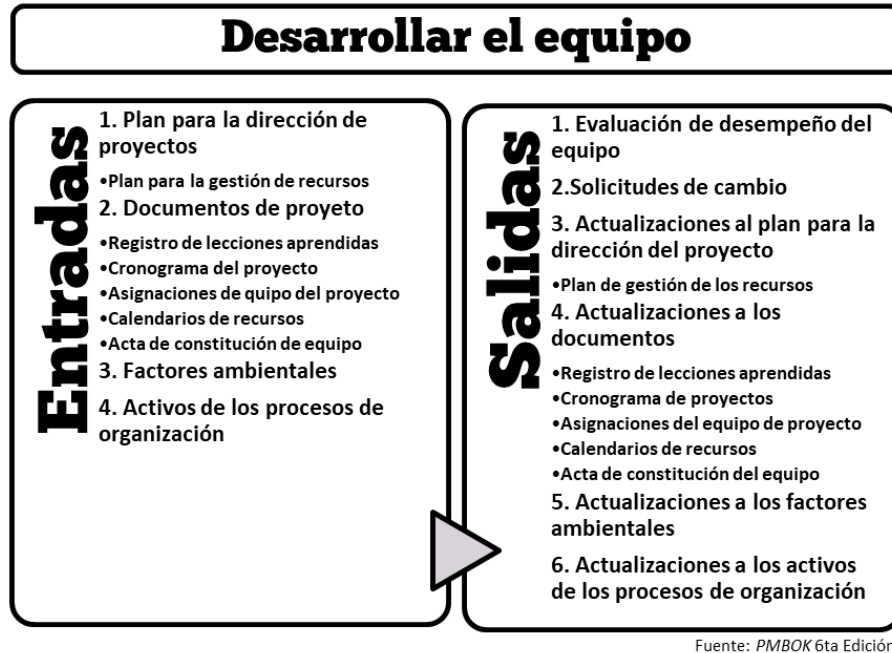 Desarrollar el equipo
Entradas
1. Plan para la dirección de
proyectos
•Plan para la gestión de recursos
2. Documentos de proyeto
•Registro de lecciones aprendidas
•Cronograma del proyecto
•Asignaciones de quipo del proyecto
•Calendarios de recursos
•Acta de constitución de equipo
3. Factores ambientales
4. Activos de los procesos de
organización
Salidas
1. Evaluación de desempeño del
equipo
2.Solicitudes de cambio
3. Actualizaciones al plan para la
dirección del proyecto
•Plan de gestión de los recursos
4. Actualizaciones a los
documentos
•Registro de lecciones aprendidas
•Cronograma de proyectos
•Asignaciones del equipo de proyecto
•Calendarios de recursos
•Acta de constitución del equipo
5. Actualizaciones a los factores
ambientales
6. Actualizaciones a los activos
de los procesos de organización
Fuente: PMBOK 6ta Edición